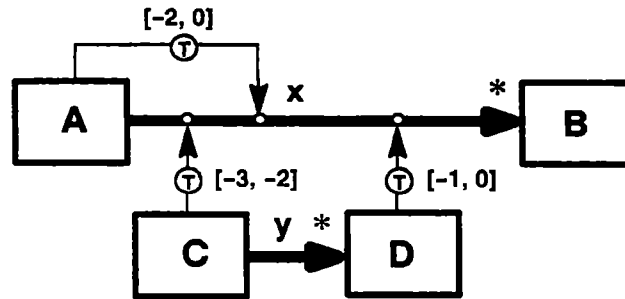 [-2, 0]
T
A x * B
T [-3, -2] T [-1, 0]
C y * D